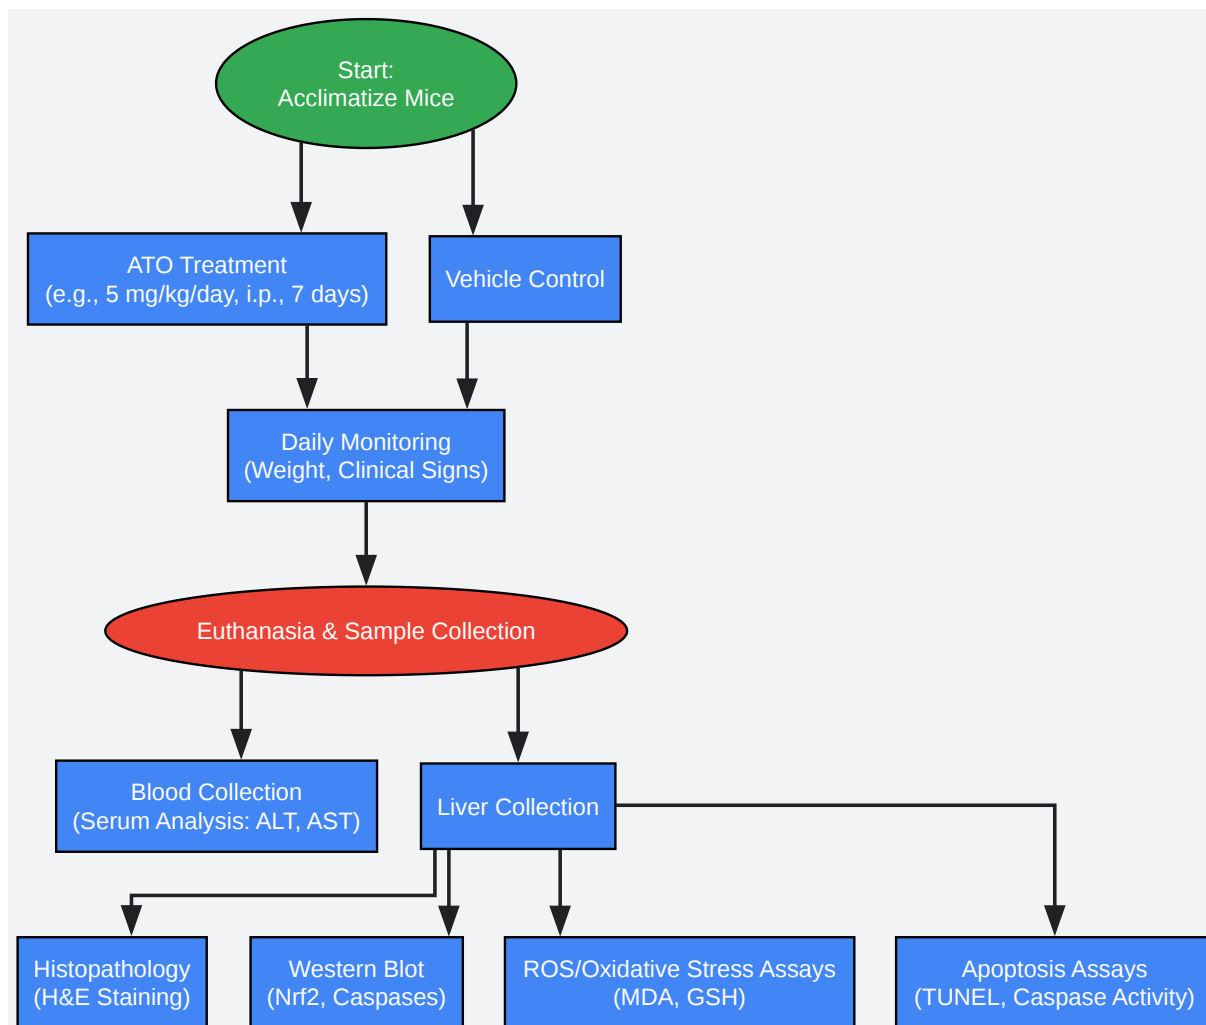 Start:
Acclimatize Mice
ATO Treatment
(e.g., 5 mg/kg/day, i.p., 7 days)
Vehicle Control
Daily Monitoring
(Weight, Clinical Signs)
Euthanasia & Sample Collection
Blood Collection
(Serum Analysis: ALT, AST)
Liver Collection
Histopathology
(H&E Staining)
Western Blot
(Nrf2, Caspases)
ROS/Oxidative Stress Assays
(MDA, GSH)
Apoptosis Assays
(TUNEL, Caspase Activity)